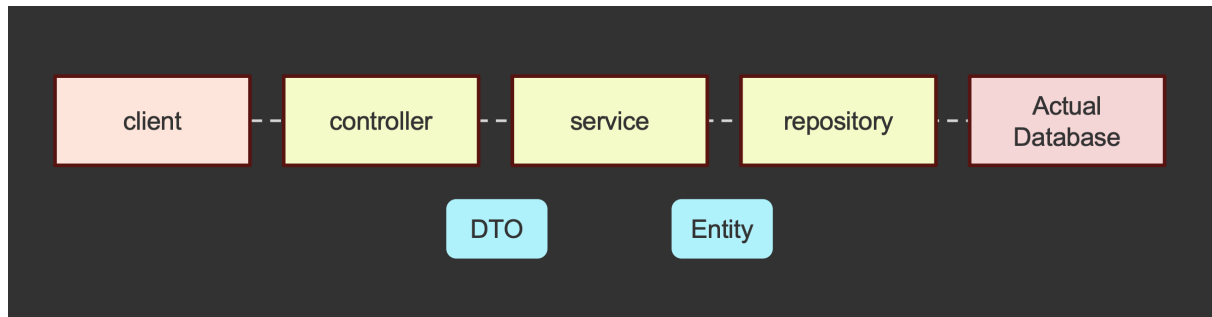 client
controller
service
repository
Actual
Database
DTO
Entity